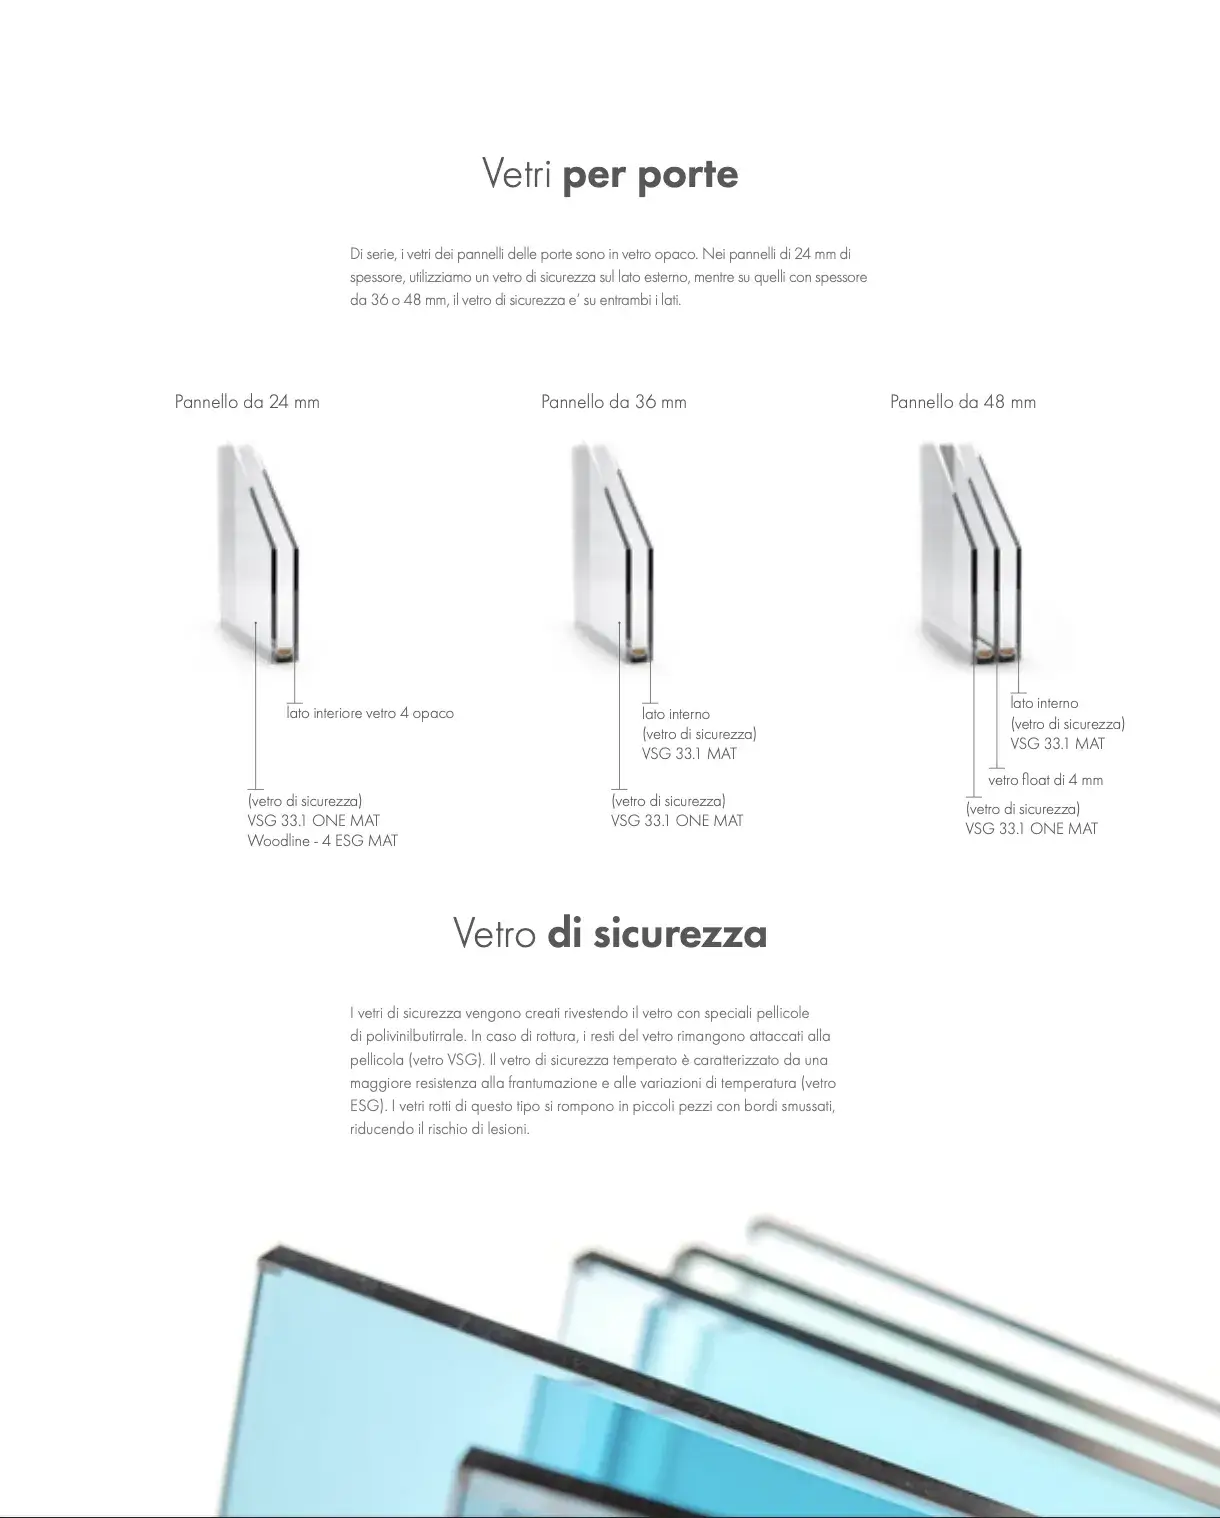 Vetri per porte
Di serie, i vetri dei pannelli delle porte sono in vetro opaco. Nei pannelli di 24 mm di
spessore, utilizziamo un vetro di sicurezza sul lato esterno, mentre su quelli con spessore
da 36 o 48 mm, il vetro di sicurezza e' su entrambi i lati.
Pannello da 24 mm
lato interiore vetro 4 opaco
(vetro di sicurezza)
VSG 33.1 ONE MAT
Woodline - 4 ESG MAT
Pannello da 36 mm
lato interno
(vetro di sicurezza)
VSG 33.1 MAT
(vetro di sicurezza)
VSG 33.1 ONE MAT
Pannello da 48 mm
lato interno
(vetro di sicurezza)
VSG 33.1 MAT
vetro float di 4 mm
(vetro di sicurezza)
VSG 33.1 ONE MAT
Vetro di sicurezza
I vetri di sicurezza vengono creati rivestendo il vetro con speciali pellicole
di polivinilbutirrale. In caso di rottura, i resti del vetro rimangono attaccati alla
pellicola (vetro VSG). Il vetro di sicurezza temperato è caratterizzato da una
maggiore resistenza alla frantumazione e alle variazioni di temperatura (vetro
ESG). I vetri rotti di questo tipo si rompono in piccoli pezzi con bordi smussati,
riducendo il rischio di lesioni.